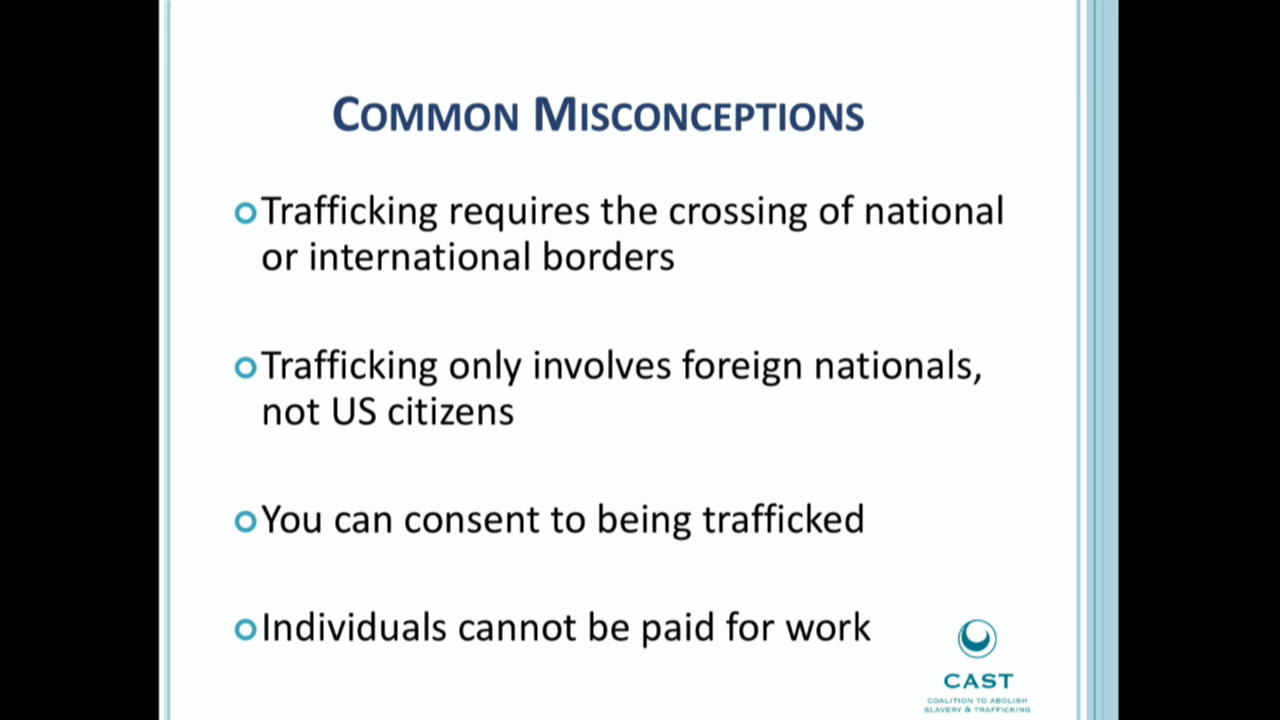 COMMON MISCONCEPTIONS
Trafficking requires the crossing of national
or international borders
Trafficking only involves foreign nationals,
not US citizens
You can consent to being trafficked
Individuals cannot be paid for work
CAST
COALITION TO ABOLISH
SLAVERY & TRAFFICKING